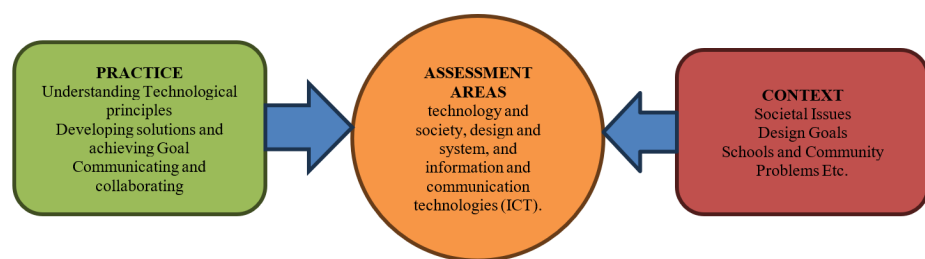 PRACTICE
Understanding Technological
principles
Developing solutions and
achieving Goal
Communicating and
collaborating
ASSESSMENT
AREAS
technology and
society, design and
system, and
information and
communication
technologies (ICT).
CONTEXT
Societal Issues
Design Goals
Schools and Community
Problems Etc.